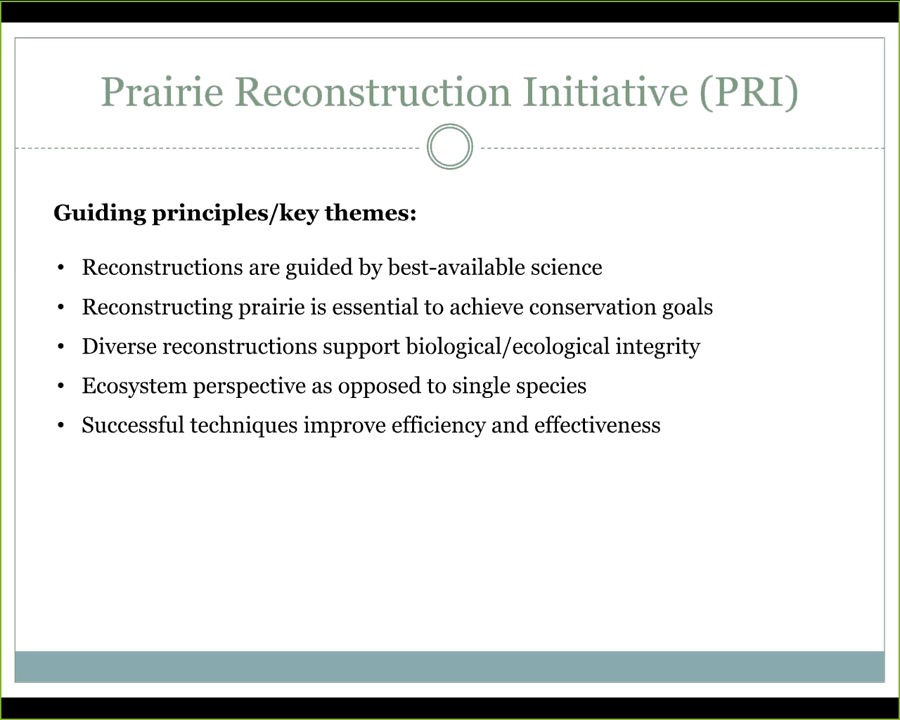 Prairie Reconstruction Initiative (PRI)
Guiding principles/key themes:
• Reconstructions are guided by best-available science
• Reconstructing prairie is essential to achieve conservation goals
• Diverse reconstructions support biological/ecological integrity
• Ecosystem perspective as opposed to single species
• Successful techniques improve efficiency and effectiveness